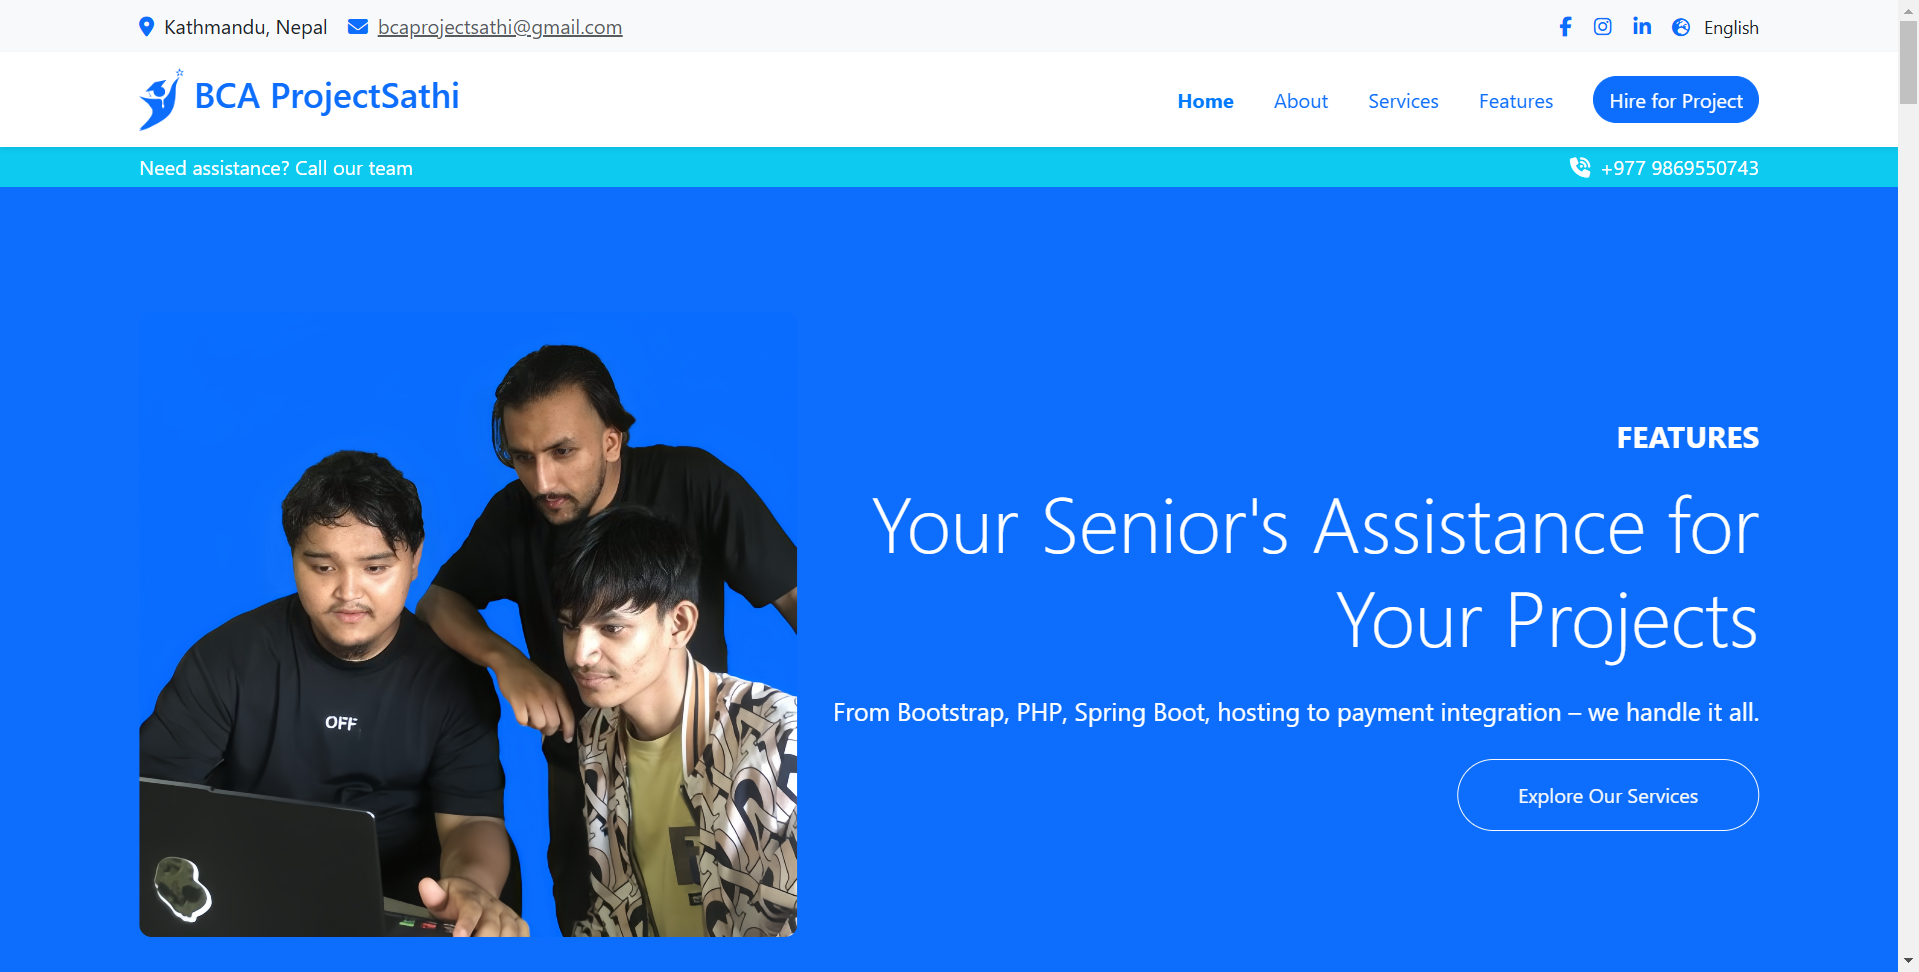 Kathmandu, Nepal bcaprojectsathi@gmail.com English
BCA ProjectSathi Home About Services Features Hire for Project
Need assistance? Call our team +977 9869550743
FEATURES
Your Senior's Assistance for
Your Projects
From Bootstrap, PHP, Spring Boot, hosting to payment integration – we handle it all.
Explore Our Services
OFF